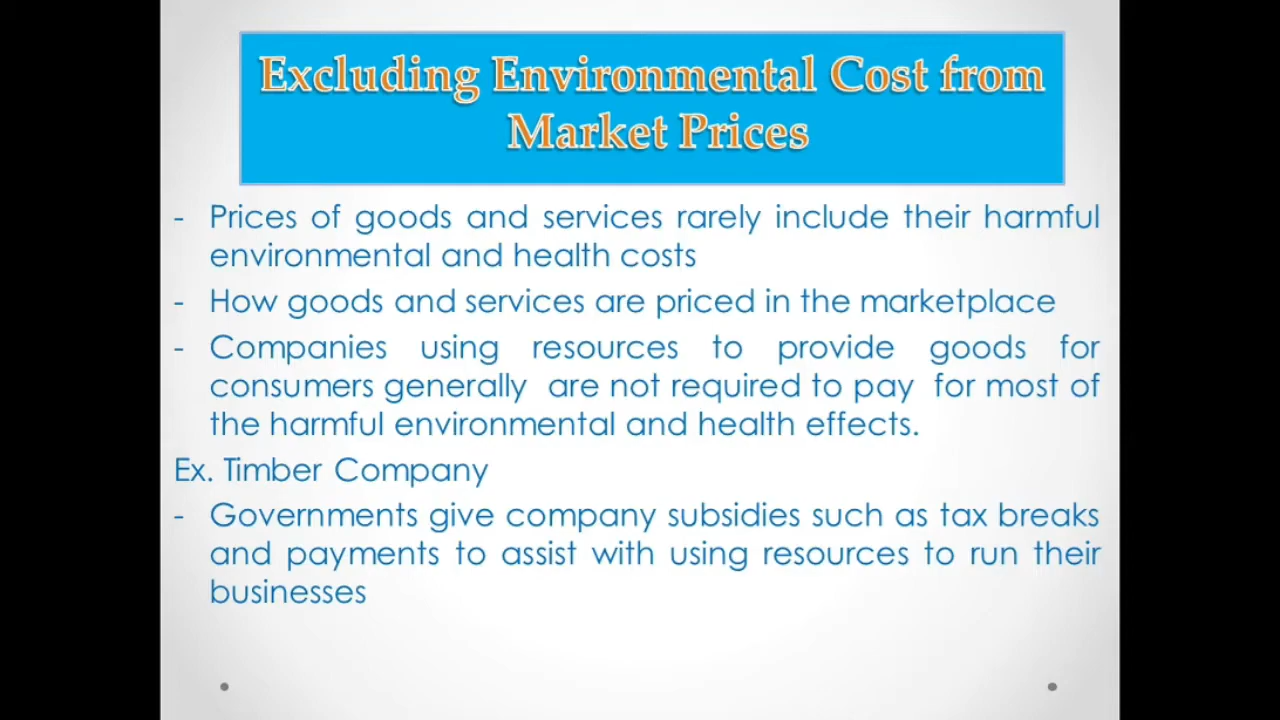 Excluding Environmental Cost from
Market Prices
- Prices of goods and services rarely include their harmful
environmental and health costs
- How goods and services are priced in the marketplace
- Companies using resources to provide goods for
consumers generally are not required to pay for most of
the harmful environmental and health effects.
Ex. Timber Company
- Governments give company subsidies such as tax breaks
and payments to assist with using resources to run their
businesses